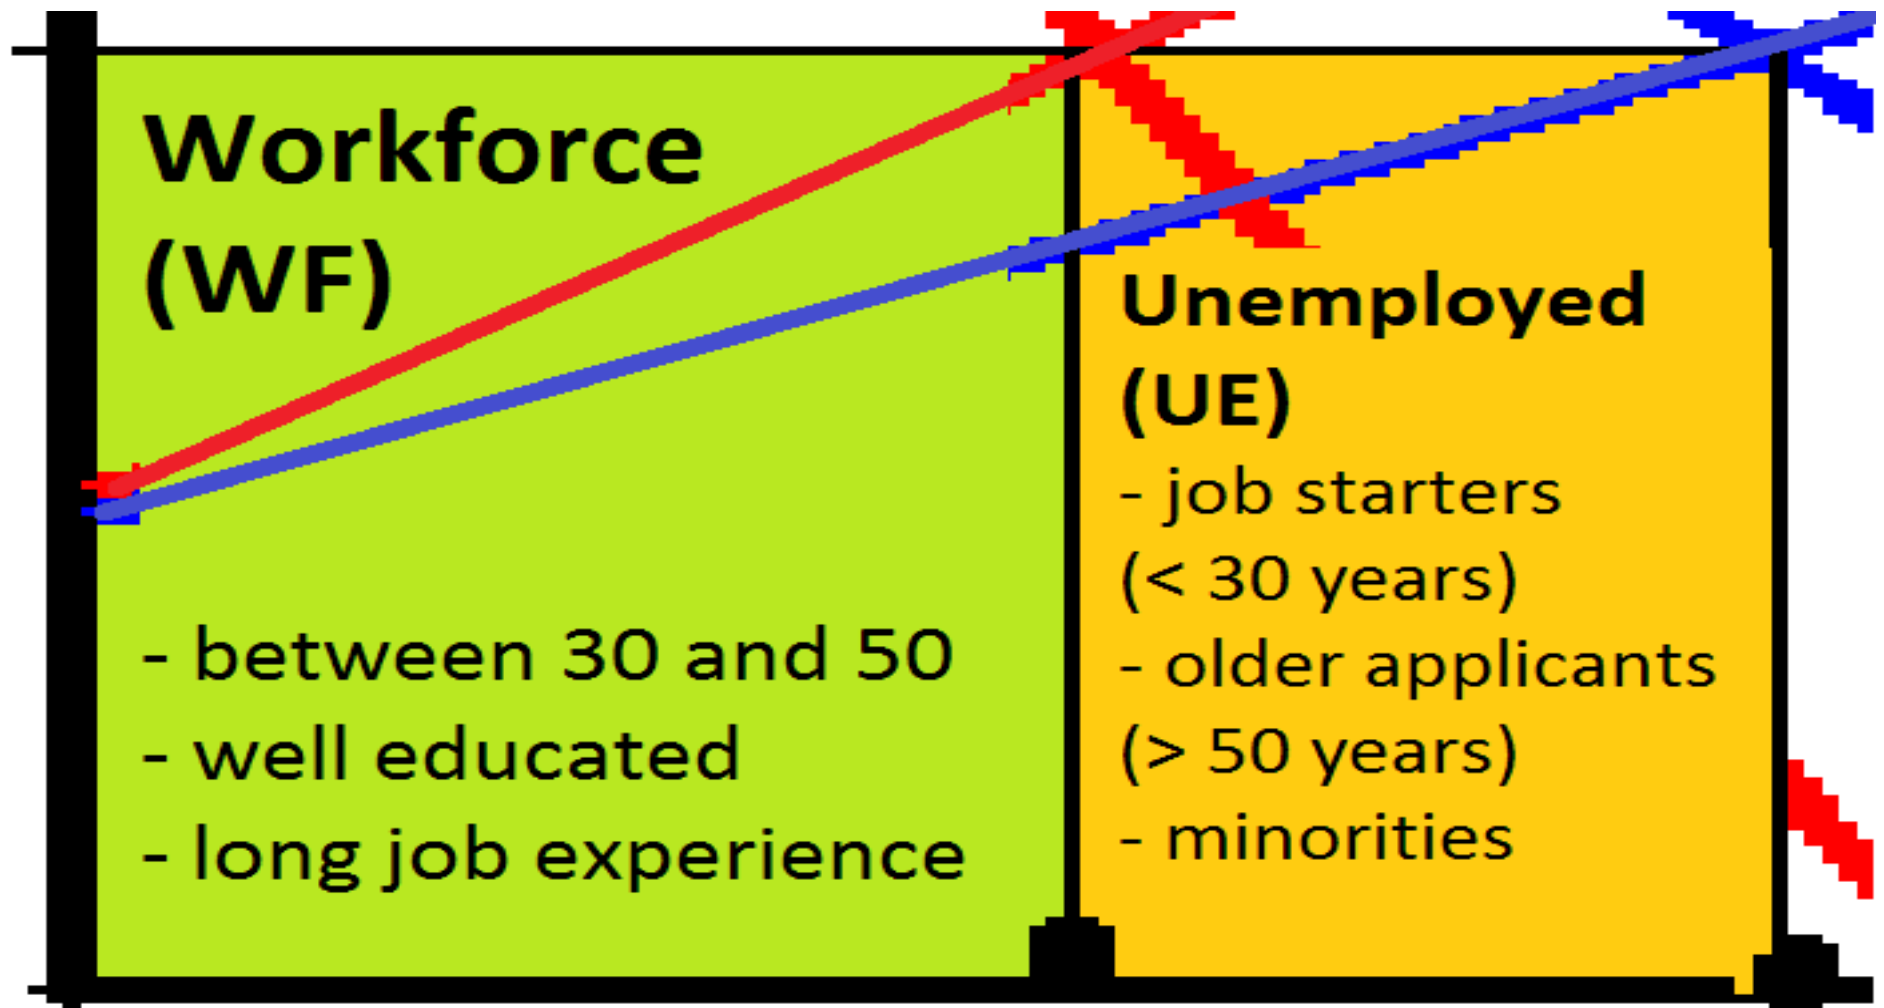 Workforce
(WF)
- between 30 and 50
- well educated
- long job experience
Unemployed
(UE)
- job starters
(< 30 years)
- older applicants
(> 50 years)
- minorities